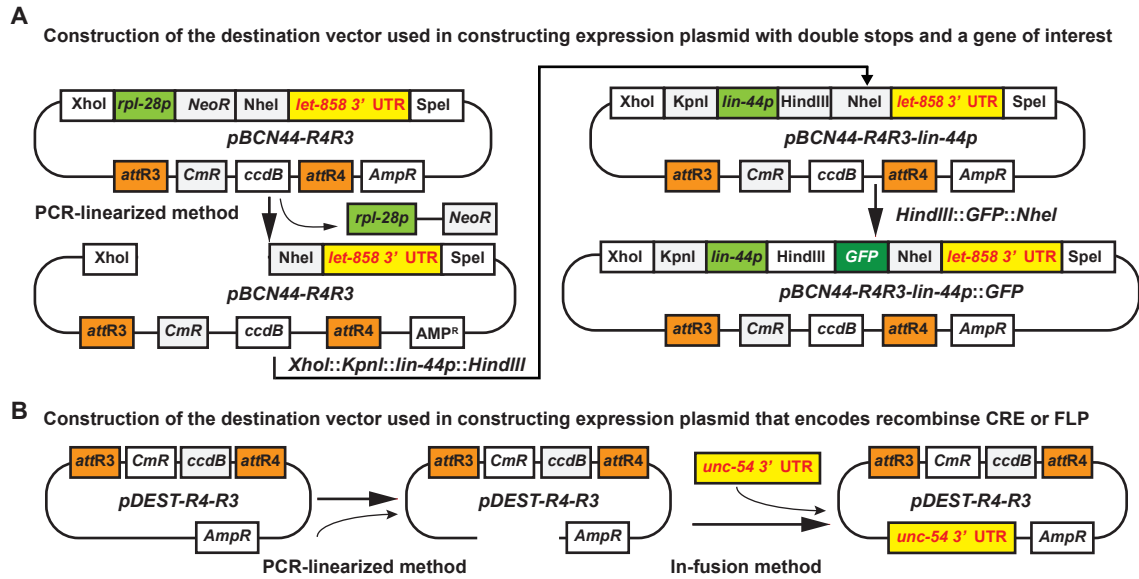 A
Construction of the destination vector used in constructing expression plasmid with double stops and a gene of interest
XhoI rpl-28p NeoR NheI let-858 3' UTR SpeI
pBCN44-R4R3
attR3 CmR ccdB attR4 AmpR
PCR-linearized method
rpl-28p NeoR
XhoI NheI let-858 3' UTR SpeI
pBCN44-R4R3
attR3 CmR ccdB attR4 AMPᴿ
XhoI::KpnI::lin-44p::HindIII
XhoI KpnI lin-44p HindIII NheI let-858 3' UTR SpeI
pBCN44-R4R3-lin-44p
attR3 CmR ccdB attR4 AmpR
HindIII::GFP::NheI
XhoI KpnI lin-44p HindIII GFP NheI let-858 3' UTR SpeI
pBCN44-R4R3-lin-44p::GFP
attR3 CmR ccdB attR4 AmpR
B
Construction of the destination vector used in constructing expression plasmid that encodes recombinse CRE or FLP
attR3 CmR ccdB attR4
pDEST-R4-R3
AmpR
PCR-linearized method
attR3 CmR ccdB attR4
pDEST-R4-R3
AmpR
unc-54 3' UTR
In-fusion method
attR3 CmR ccdB attR4
pDEST-R4-R3
unc-54 3' UTR AmpR